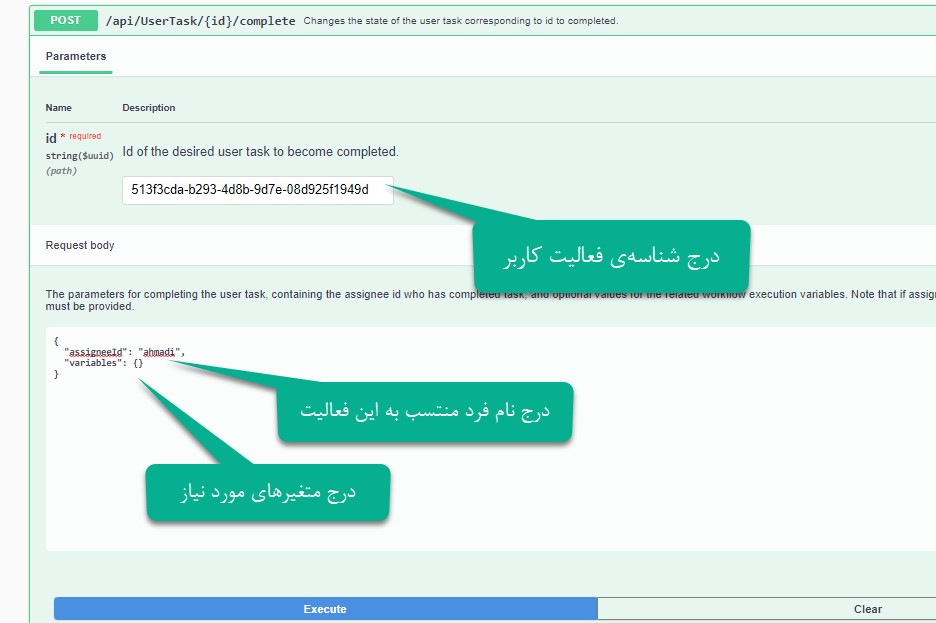 POST /api/UserTask/{id}/complete Changes the state of the user task corresponding to id to completed.
Parameters
Name Description
id * required
string($uuid)
(path)
Id of the desired user task to become completed.
513f3cda-b293-4d8b-9d7e-08d925f1949d
درج شناسه‌ی فعالیت کاربر
Request body
The parameters for completing the user task, containing the assignee id who has completed task, and optional values for the related workflow execution variables. Note that if assig
must be provided.
{
"assigneeId": "ahmadi",
"variables": {}
}
درج نام فرد منتسب به این فعالیت
درج متغیرهای مورد نیاز
Execute Clear